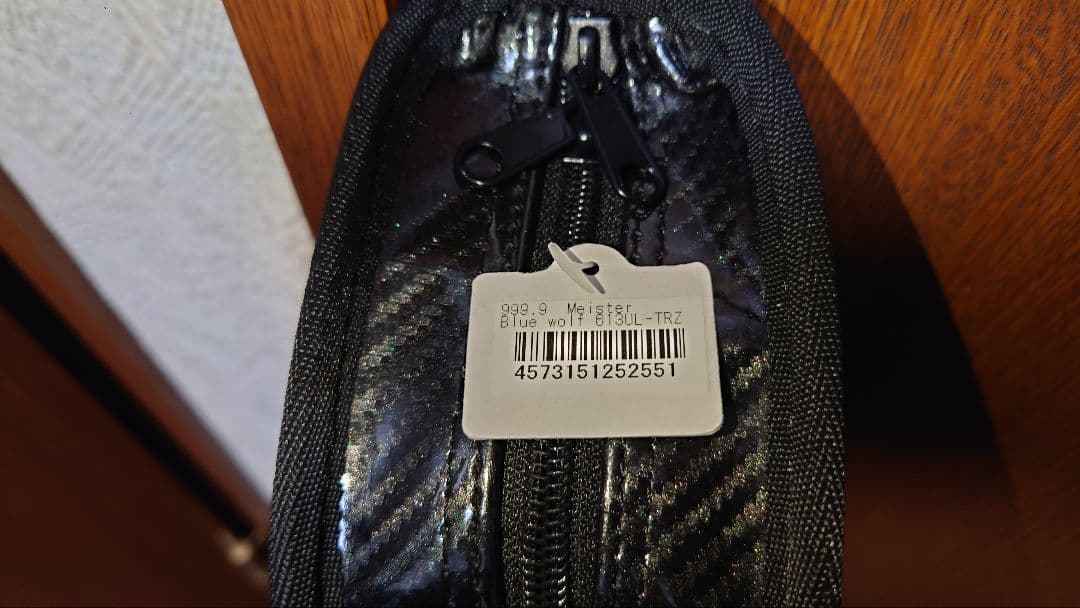 999.9 Meister
Blue wolf 613UL-TRZ
4573151252551